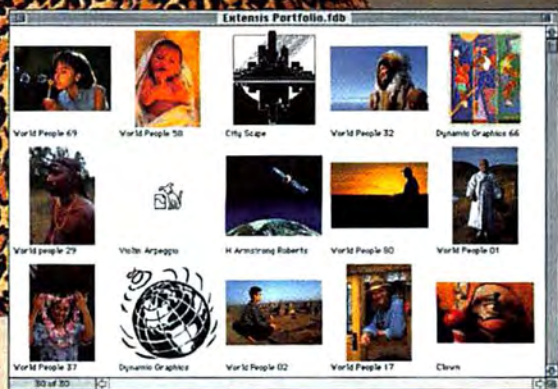 Extensis Portfolio.fdb
World People 69
World People 58
City Scape
World People 32
Dynamic Graphics 66
World people 29
Violin Arpeggio
H Armstrong Roberts
World People 80
World People 01
World People 37
Dynamic Graphics
World People 02
World People 17
Clown
30 of 30